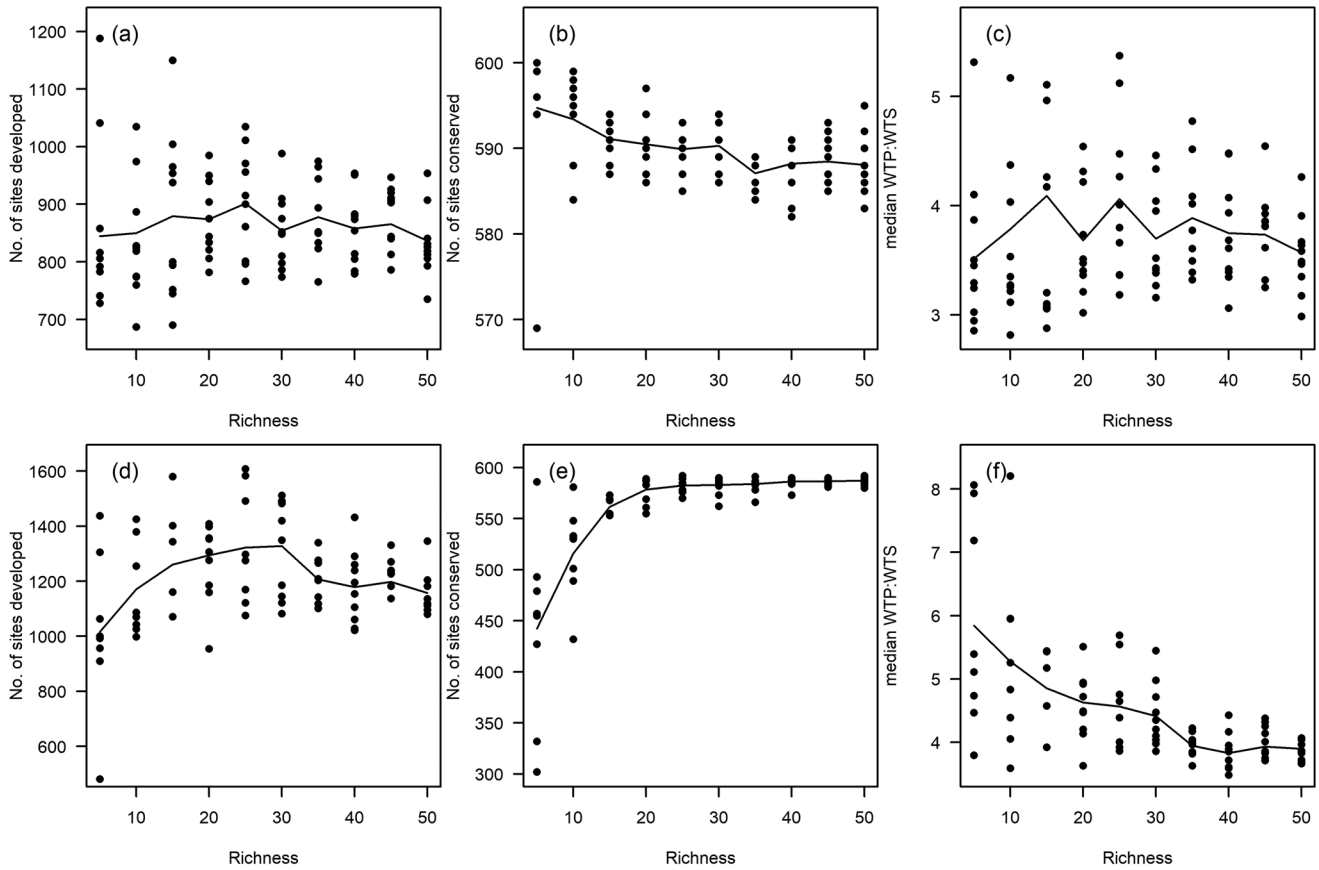 (a)
No. of sites developed
1200
1100
1000
900
800
700
10 20 30 40 50
Richness
(b)
No. of sites conserved
600
590
580
570
10 20 30 40 50
Richness
(c)
median WTP:WTS
5
4
3
10 20 30 40 50
Richness
(d)
No. of sites developed
1600
1400
1200
1000
800
600
10 20 30 40 50
Richness
(e)
No. of sites conserved
600
550
500
450
400
350
300
10 20 30 40 50
Richness
(f)
median WTP:WTS
8
7
6
5
4
10 20 30 40 50
Richness